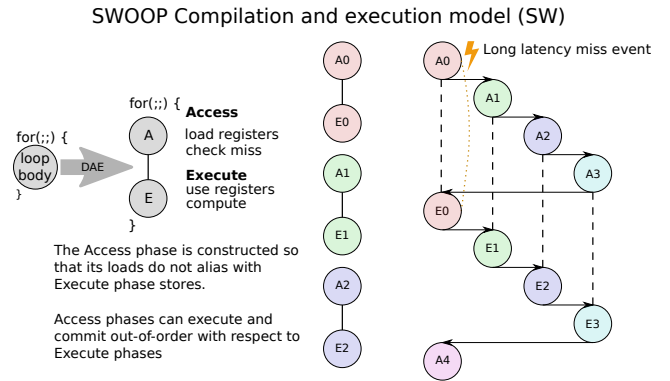 SWOOP Compilation and execution model (SW)
for(;;) {
loop
body
}
DAE
for(;;) {
A
E
}
Access
load registers
check miss
Execute
use registers
compute
The Access phase is constructed so
that its loads do not alias with
Execute phase stores.
Access phases can execute and
commit out-of-order with respect to
Execute phases
A0
E0
A1
E1
A2
E2
Long latency miss event
A0
A1
A2
A3
E0
E1
E2
E3
A4